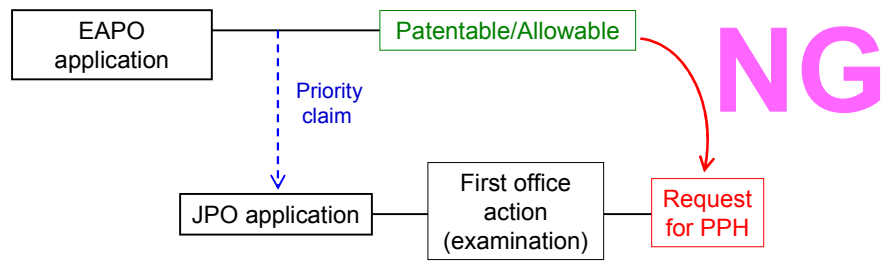 EAPO
application
Patentable/Allowable
NG
Priority
claim
JPO application
First office
action
(examination)
Request
for PPH